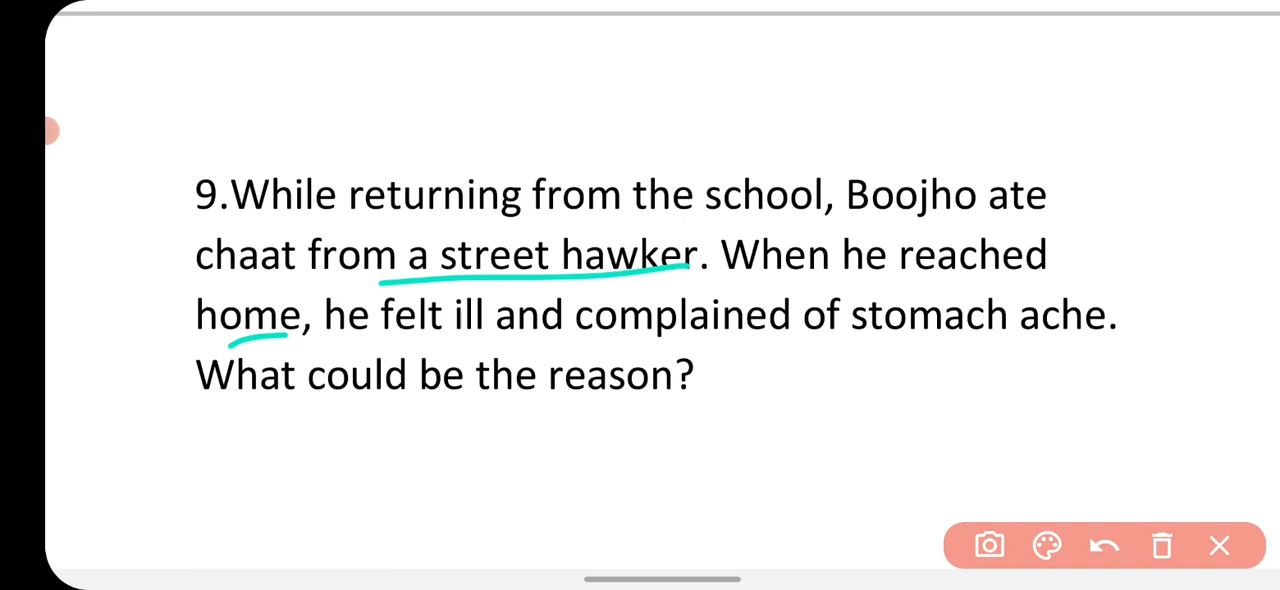 9.While returning from the school, Boojho ate
chaat from a street hawker. When he reached
home, he felt ill and complained of stomach ache.
What could be the reason?